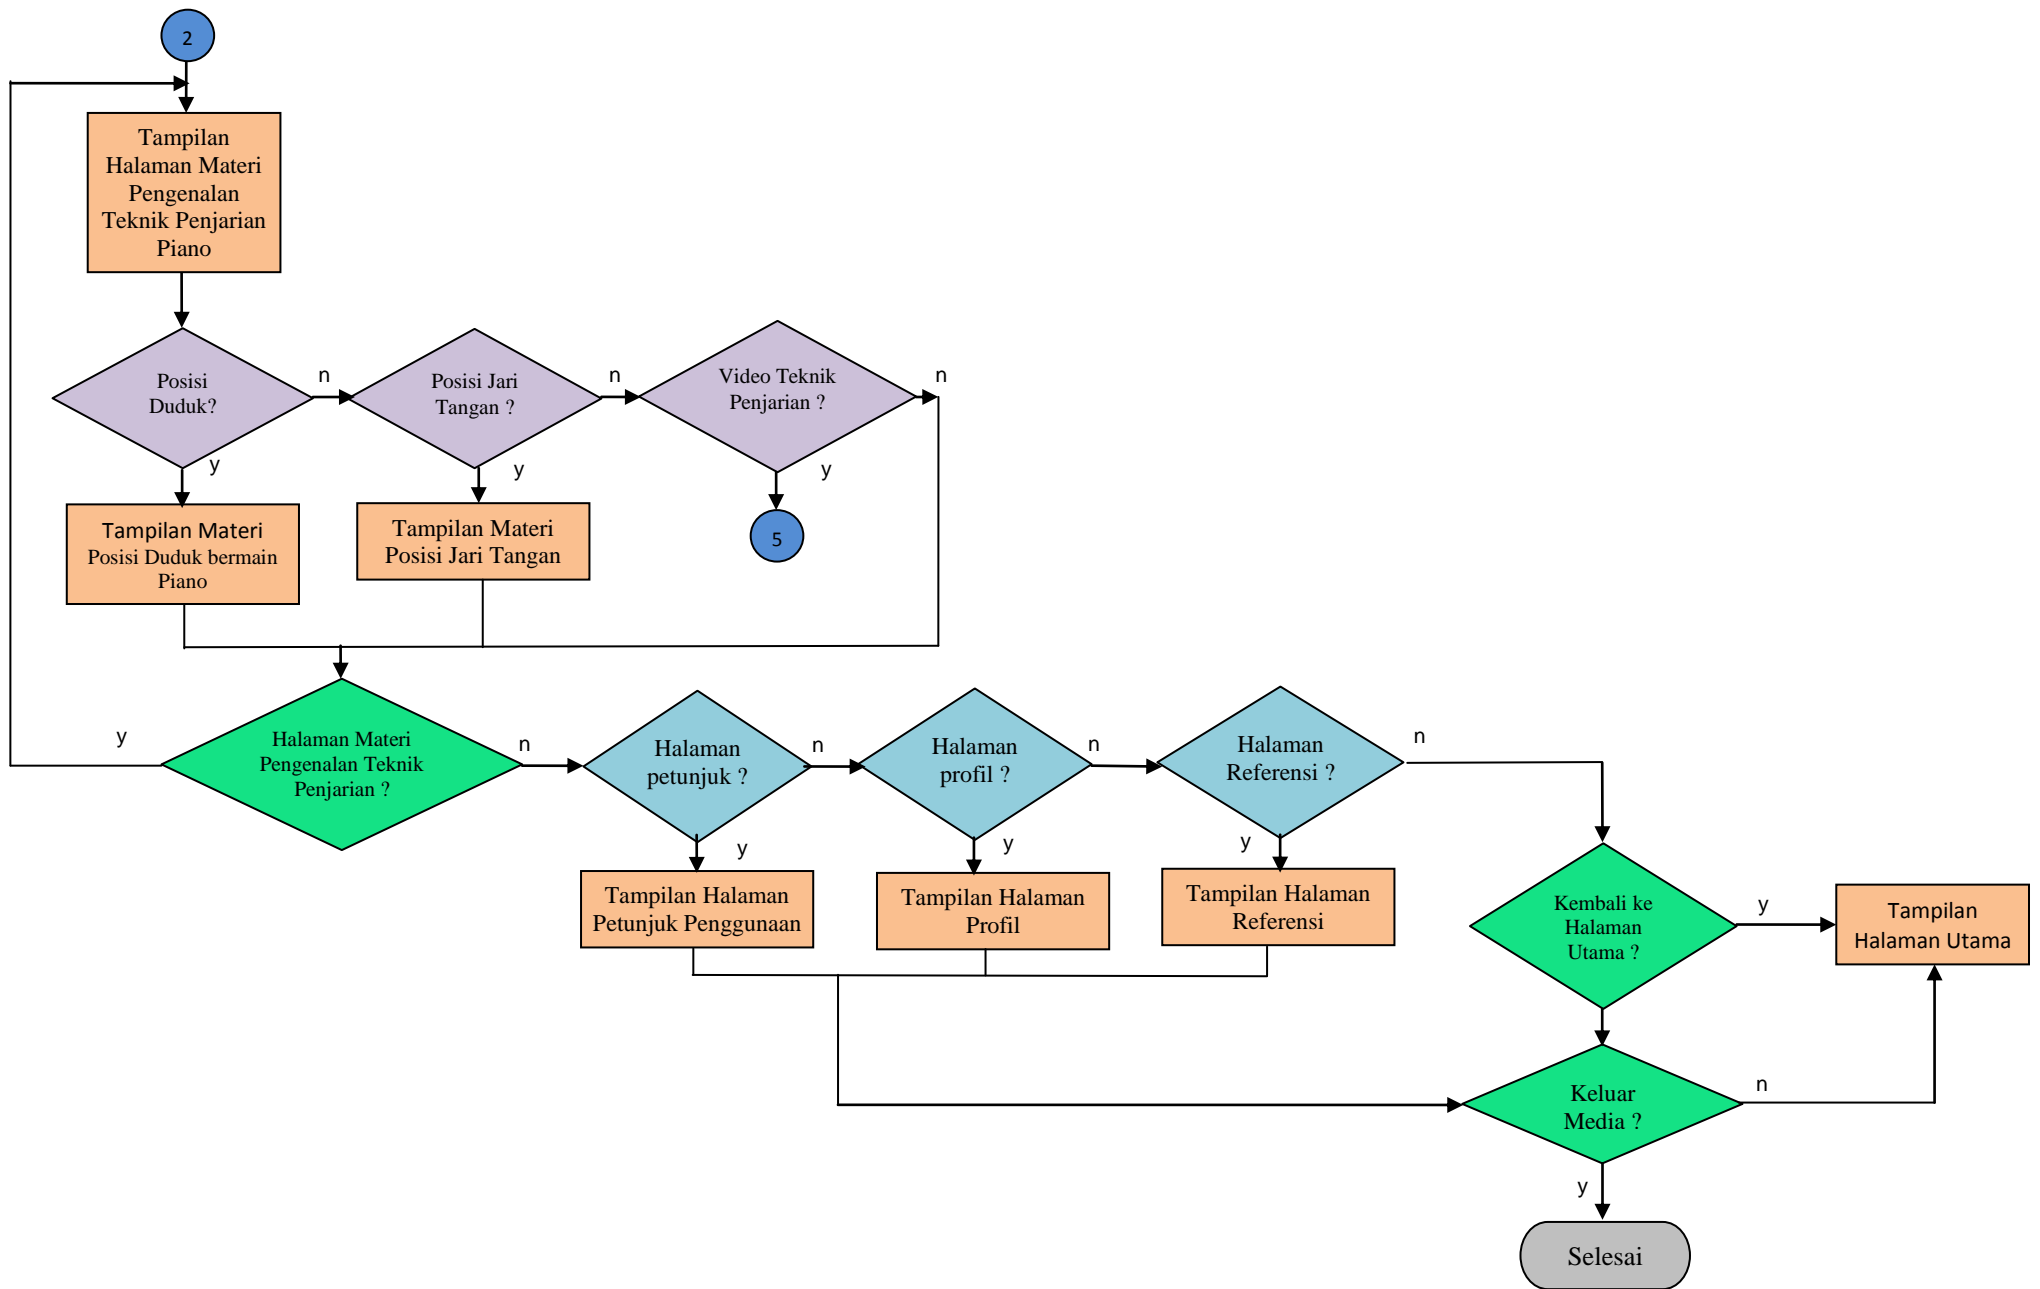 2
Tampilan
Halaman Materi
Pengenalan
Teknik Penjarian
Piano
Posisi
Duduk?
n
Posisi Jari
Tangan ?
n
Video Teknik
Penjarian ?
n
y
y
y
Tampilan Materi
Posisi Duduk bermain
Piano
Tampilan Materi
Posisi Jari Tangan
5
y
Halaman Materi
Pengenalan Teknik
Penjarian ?
n
Halaman
petunjuk ?
n
Halaman
profil ?
n
Halaman
Referensi ?
n
y
y
y
Tampilan Halaman
Petunjuk Penggunaan
Tampilan Halaman
Profil
Tampilan Halaman
Referensi
Kembali ke
Halaman
Utama ?
y
Tampilan
Halaman Utama
Keluar
Media ?
n
y
Selesai